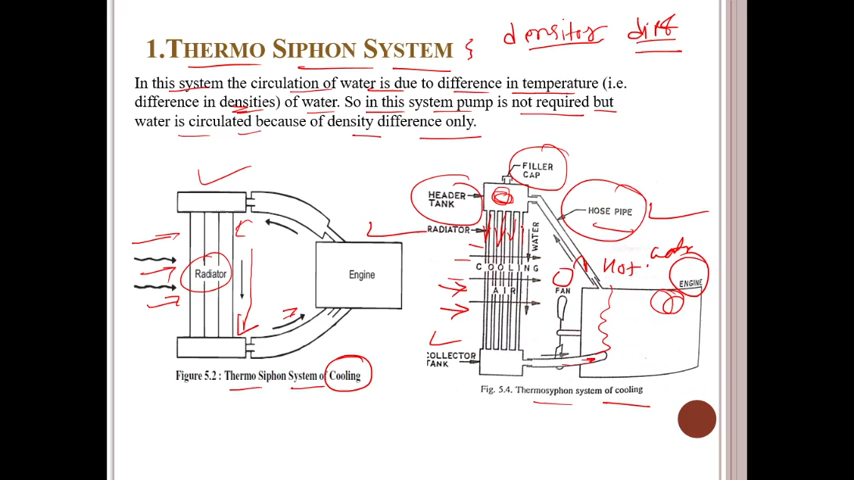 density diff
1.THERMO SIPHON SYSTEM
In this system the circulation of water is due to difference in temperature (i.e.
difference in densities) of water. So in this system pump is not required but
water is circulated because of density difference only.
FILLER
CAP
HEADER
TANK
HOSE PIPE
RADIATOR
WATER
Radiator
Engine
COOLING
Hot
ENGINE
AIR
FAN
COLLECTOR
TANK
Figure 5.2 : Thermo Siphon System of Cooling
Fig. 5.4. Thermosyphon system of cooling